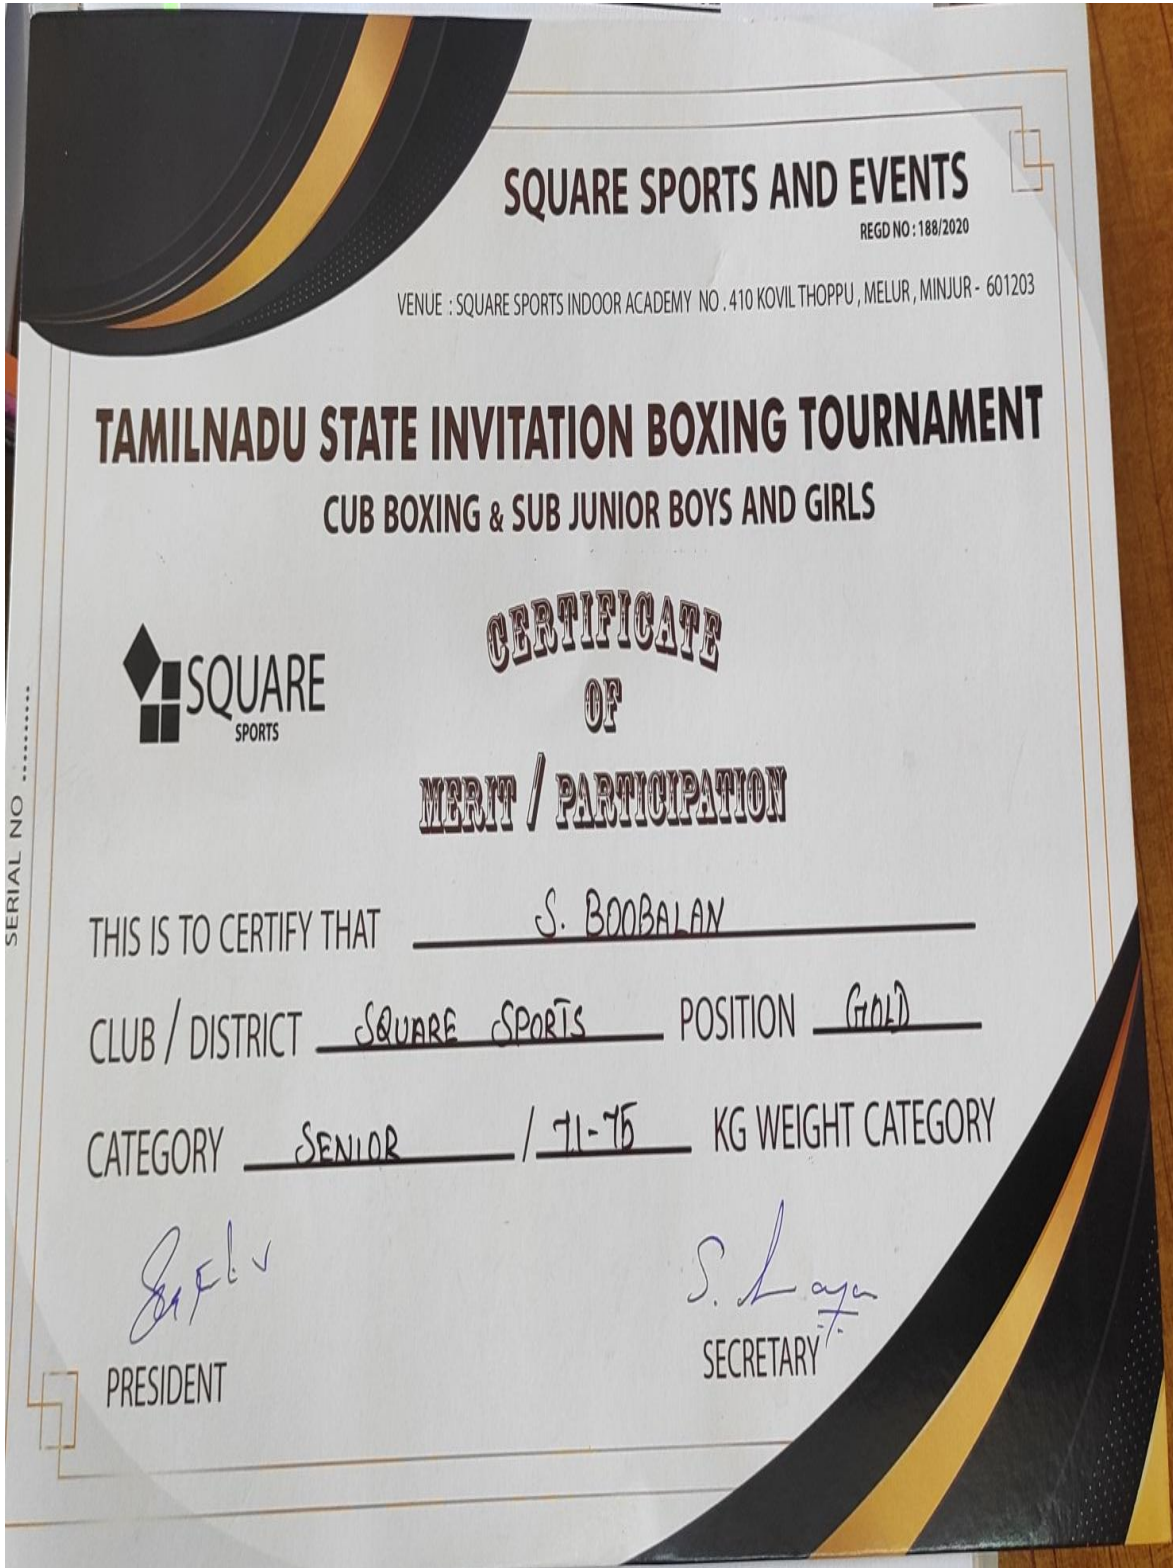 SQUARE SPORTS AND EVENTS
REGD NO : 188/2020
VENUE : SQUARE SPORTS INDOOR ACADEMY NO. 410 KOVIL THOPPU , MELUR , MINJUR - 601203
TAMILNADU STATE INVITATION BOXING TOURNAMENT
CUB BOXING & SUB JUNIOR BOYS AND GIRLS
CERTIFICATE
OF
MERIT / PARTICIPATION
SQUARE
SPORTS
SERIAL NO ..........
THIS IS TO CERTIFY THAT S. BOOBALAN
CLUB / DISTRICT SQUARE SPORTS POSITION GOLD
CATEGORY SENIOR / 71-75 KG WEIGHT CATEGORY
PRESIDENT
SECRETARY